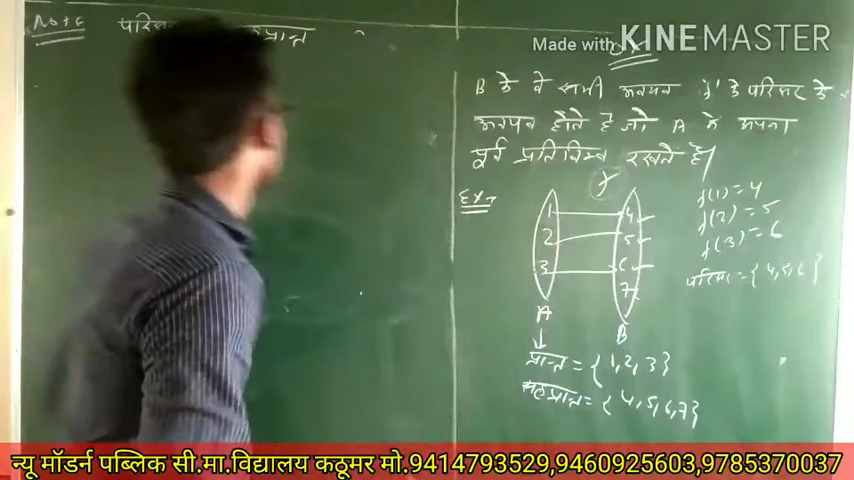 Note
Made with KINEMASTER
B के वे सभी अवयव f के परिसर के
अवयव होते है जो A मे अपना
पूर्व प्रतिबिम्ब रखते है।
Ex-
f
1 4
2 5
3 6
7
A B
f(1) = 4
f(2) = 5
f(3) = 6
परिसर = {4,5,6}
प्रान्त = {1, 2, 3}
सहप्रान्त = {4,5,6,7}
न्यू मॉडर्न पब्लिक सी.मा.विद्यालय कठूमर मो.9414793529,9460925603,9785370037